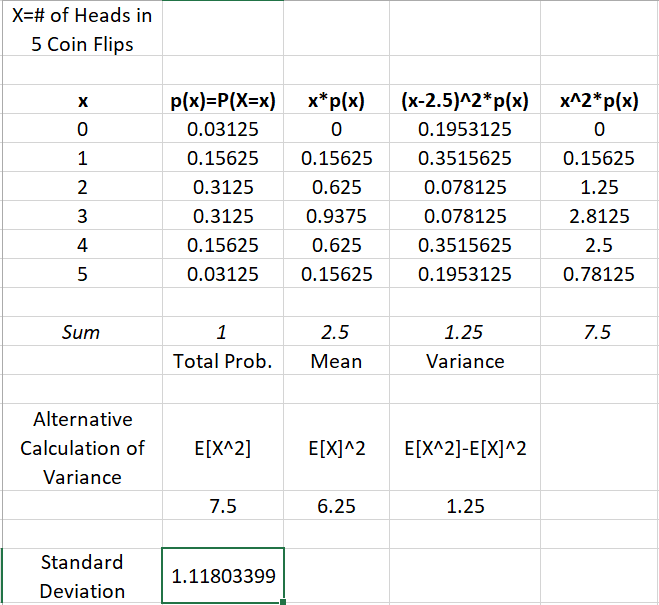 X=# of Heads in
5 Coin Flips
x p(x)=P(X=x) x*p(x) (x-2.5)^2*p(x) x^2*p(x)
0 0.03125 0 0.1953125 0
1 0.15625 0.15625 0.3515625 0.15625
2 0.3125 0.625 0.078125 1.25
3 0.3125 0.9375 0.078125 2.8125
4 0.15625 0.625 0.3515625 2.5
5 0.03125 0.15625 0.1953125 0.78125
Sum 1 2.5 1.25 7.5
Total Prob. Mean Variance
Alternative
Calculation of E[X^2] E[X]^2 E[X^2]-E[X]^2
Variance
7.5 6.25 1.25
Standard
Deviation 1.11803399